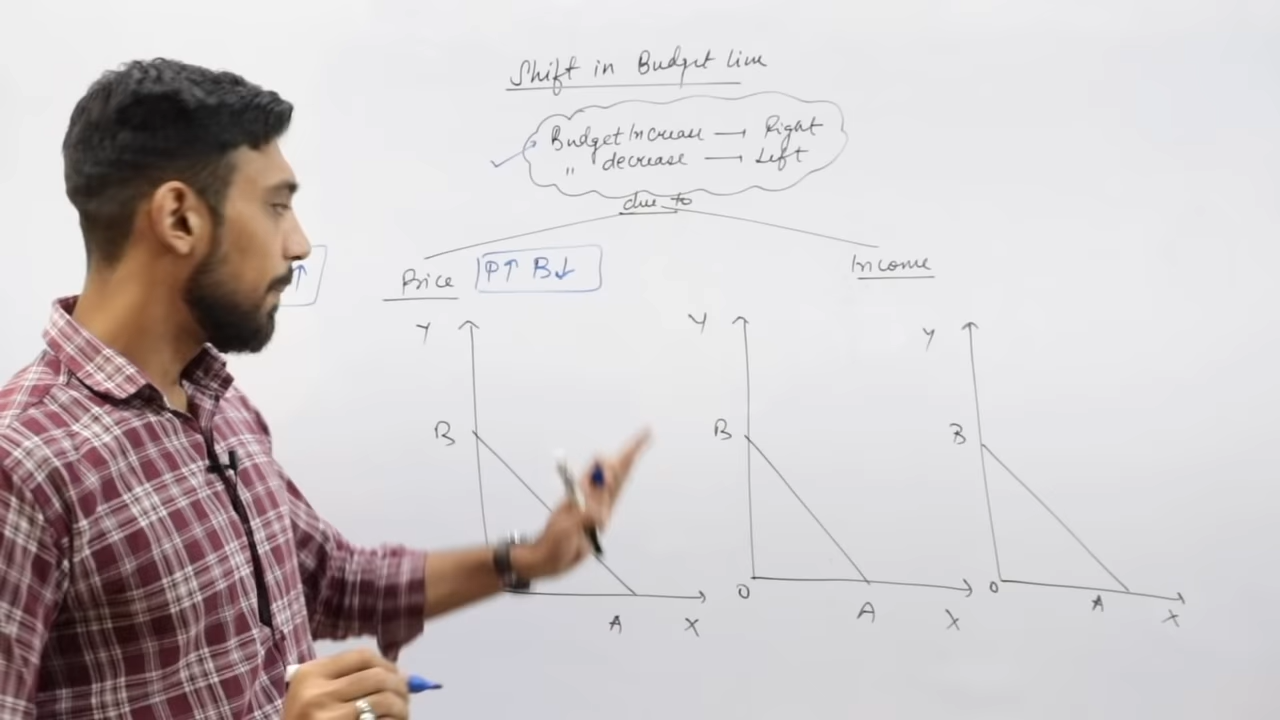 Shift in Budget line
Budget Increase → Right
" decrease → Left
due to
↑
Price P↑ B↓
Income
Y Y Y
B B B
O O
A X A X A X